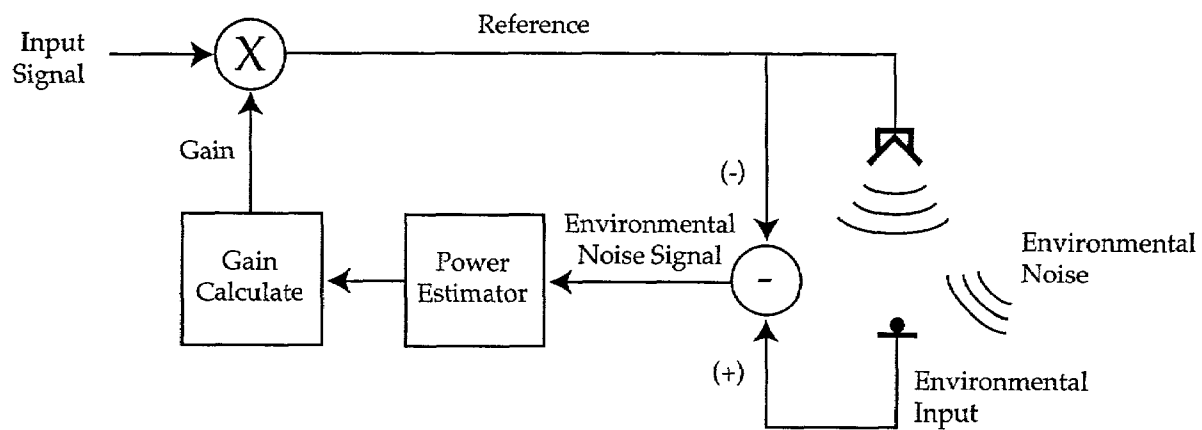 Reference
Input
Signal
X
Gain
(-)
Environmental
Noise Signal
Environmental
Noise
Gain
Calculate
Power
Estimator
-
(+)
Environmental
Input